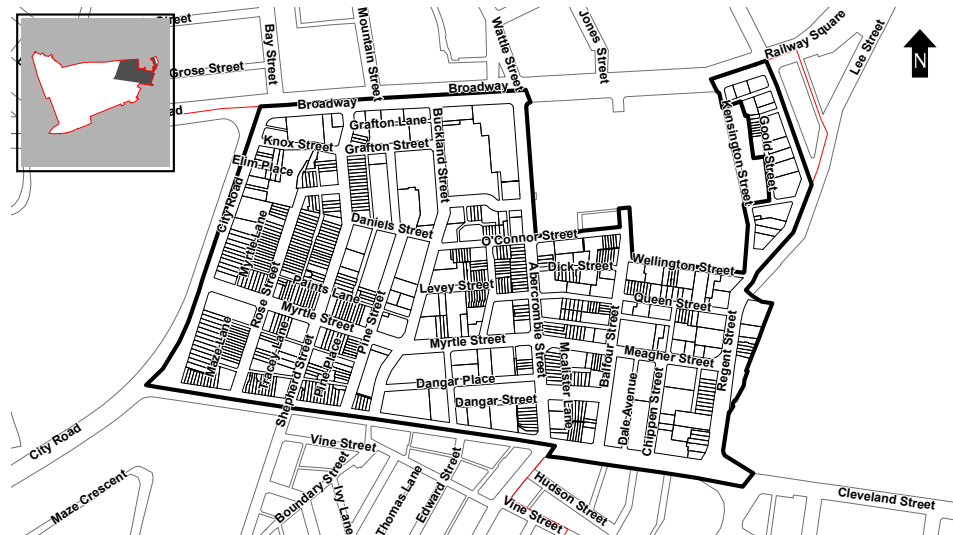 Street
Bay Street
Mountain Street
Wattle Street
Jones Street
Railway Square
Lee Street
N
Grose Street
Broadway
Broadway
Grafton Lane
Buckland Street
Kensington Street
Goold Street
Knox Street
Grafton Street
Elim Place
City Road
Daniels Street
O'Connor Street
Myrtle Lane
Dick Street
Wellington Street
Rose Street
Paints Lane
Levey Street
Abercrombie Street
Queen Street
Myrtle Street
Pine Street
Myrtle Street
Balfour Street
Regent Street
Maze Lane
Tracey Lane
Shepherd Street
Pine Place
Mcalister Lane
Meagher Street
Dangar Place
Dangar Street
Dale Avenue
Chippen Street
City Road
Vine Street
Maze Crescent
Boundary Street
Ivy Lane
Thomas Lane
Edward Street
Hudson Street
Vine Street
Cleveland Street